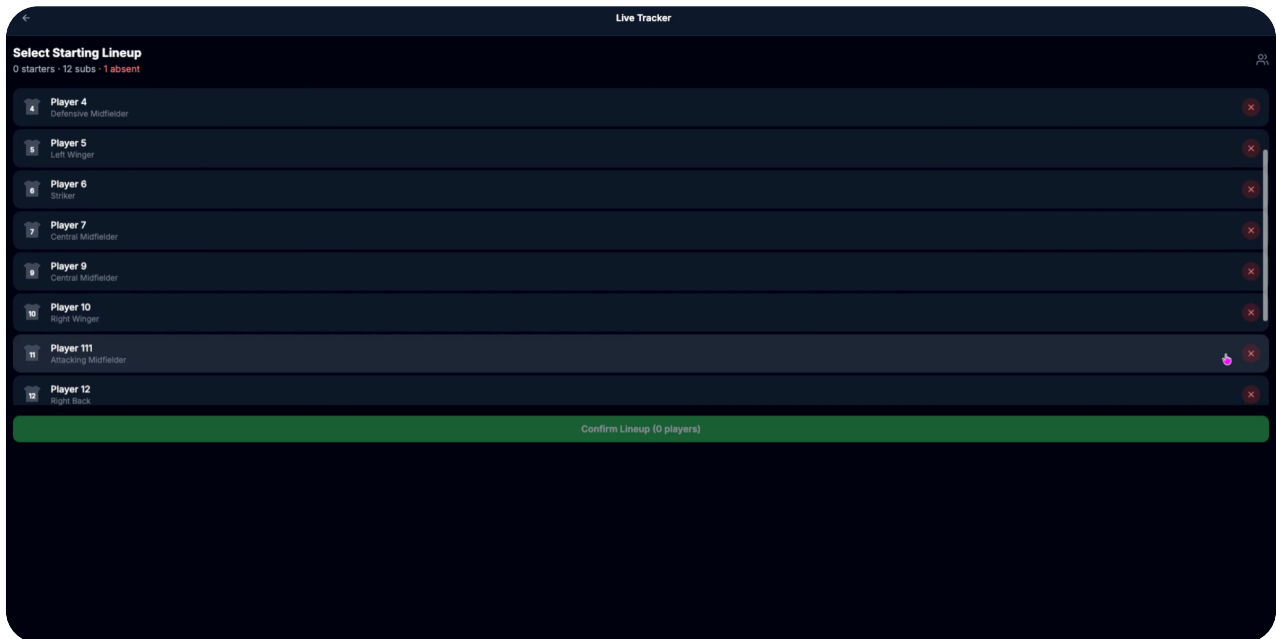 Live Tracker
Select Starting Lineup
0 starters · 12 subs · 1 absent
4
Player 4
Defensive Midfielder
5
Player 5
Left Winger
6
Player 6
Striker
7
Player 7
Central Midfielder
9
Player 9
Central Midfielder
10
Player 10
Right Winger
11
Player 111
Attacking Midfielder
12
Player 12
Right Back
Confirm Lineup (0 players)